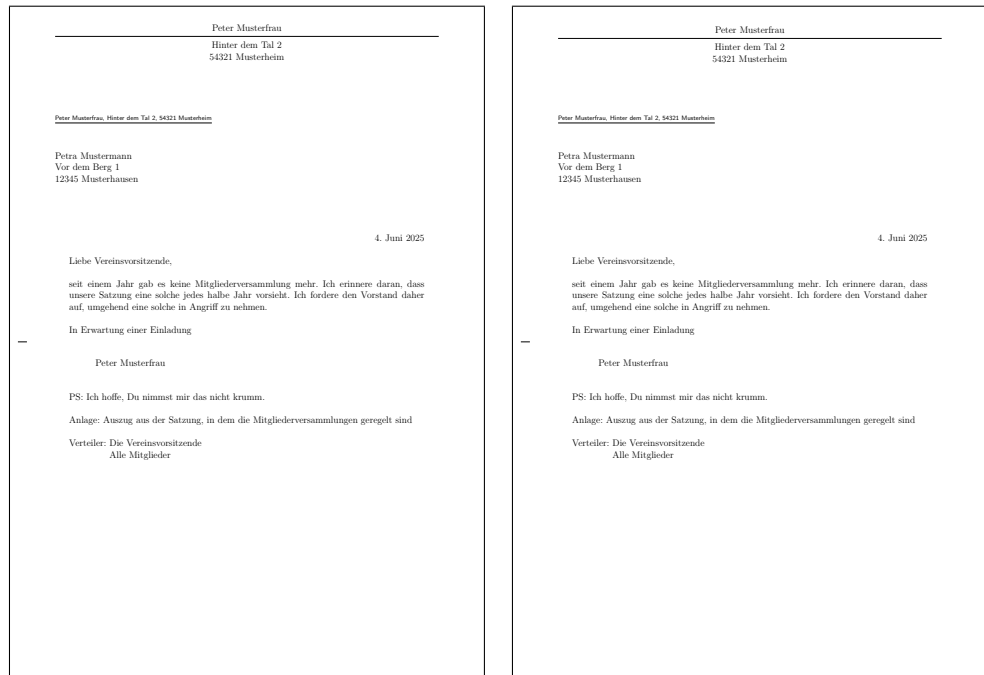 Peter Musterfrau
Hinter dem Tal 2
54321 Musterheim
Peter Musterfrau, Hinter dem Tal 2, 54321 Musterheim
Petra Mustermann
Vor dem Berg 1
12345 Musterhausen
4. Juni 2025
Liebe Vereinsvorsitzende,
seit einem Jahr gab es keine Mitgliederversammlung mehr. Ich erinnere daran, dass
unsere Satzung eine solche jedes halbe Jahr vorsieht. Ich fordere den Vorstand daher
auf, umgehend eine solche in Angriff zu nehmen.
In Erwartung einer Einladung
Peter Musterfrau
PS: Ich hoffe, Du nimmst mir das nicht krumm.
Anlage: Auszug aus der Satzung, in dem die Mitgliederversammlungen geregelt sind
Verteiler: Die Vereinsvorsitzende
Alle Mitglieder
Peter Musterfrau
Hinter dem Tal 2
54321 Musterheim
Peter Musterfrau, Hinter dem Tal 2, 54321 Musterheim
Petra Mustermann
Vor dem Berg 1
12345 Musterhausen
4. Juni 2025
Liebe Vereinsvorsitzende,
seit einem Jahr gab es keine Mitgliederversammlung mehr. Ich erinnere daran, dass
unsere Satzung eine solche jedes halbe Jahr vorsieht. Ich fordere den Vorstand daher
auf, umgehend eine solche in Angriff zu nehmen.
In Erwartung einer Einladung
Peter Musterfrau
PS: Ich hoffe, Du nimmst mir das nicht krumm.
Anlage: Auszug aus der Satzung, in dem die Mitgliederversammlungen geregelt sind
Verteiler: Die Vereinsvorsitzende
Alle Mitglieder